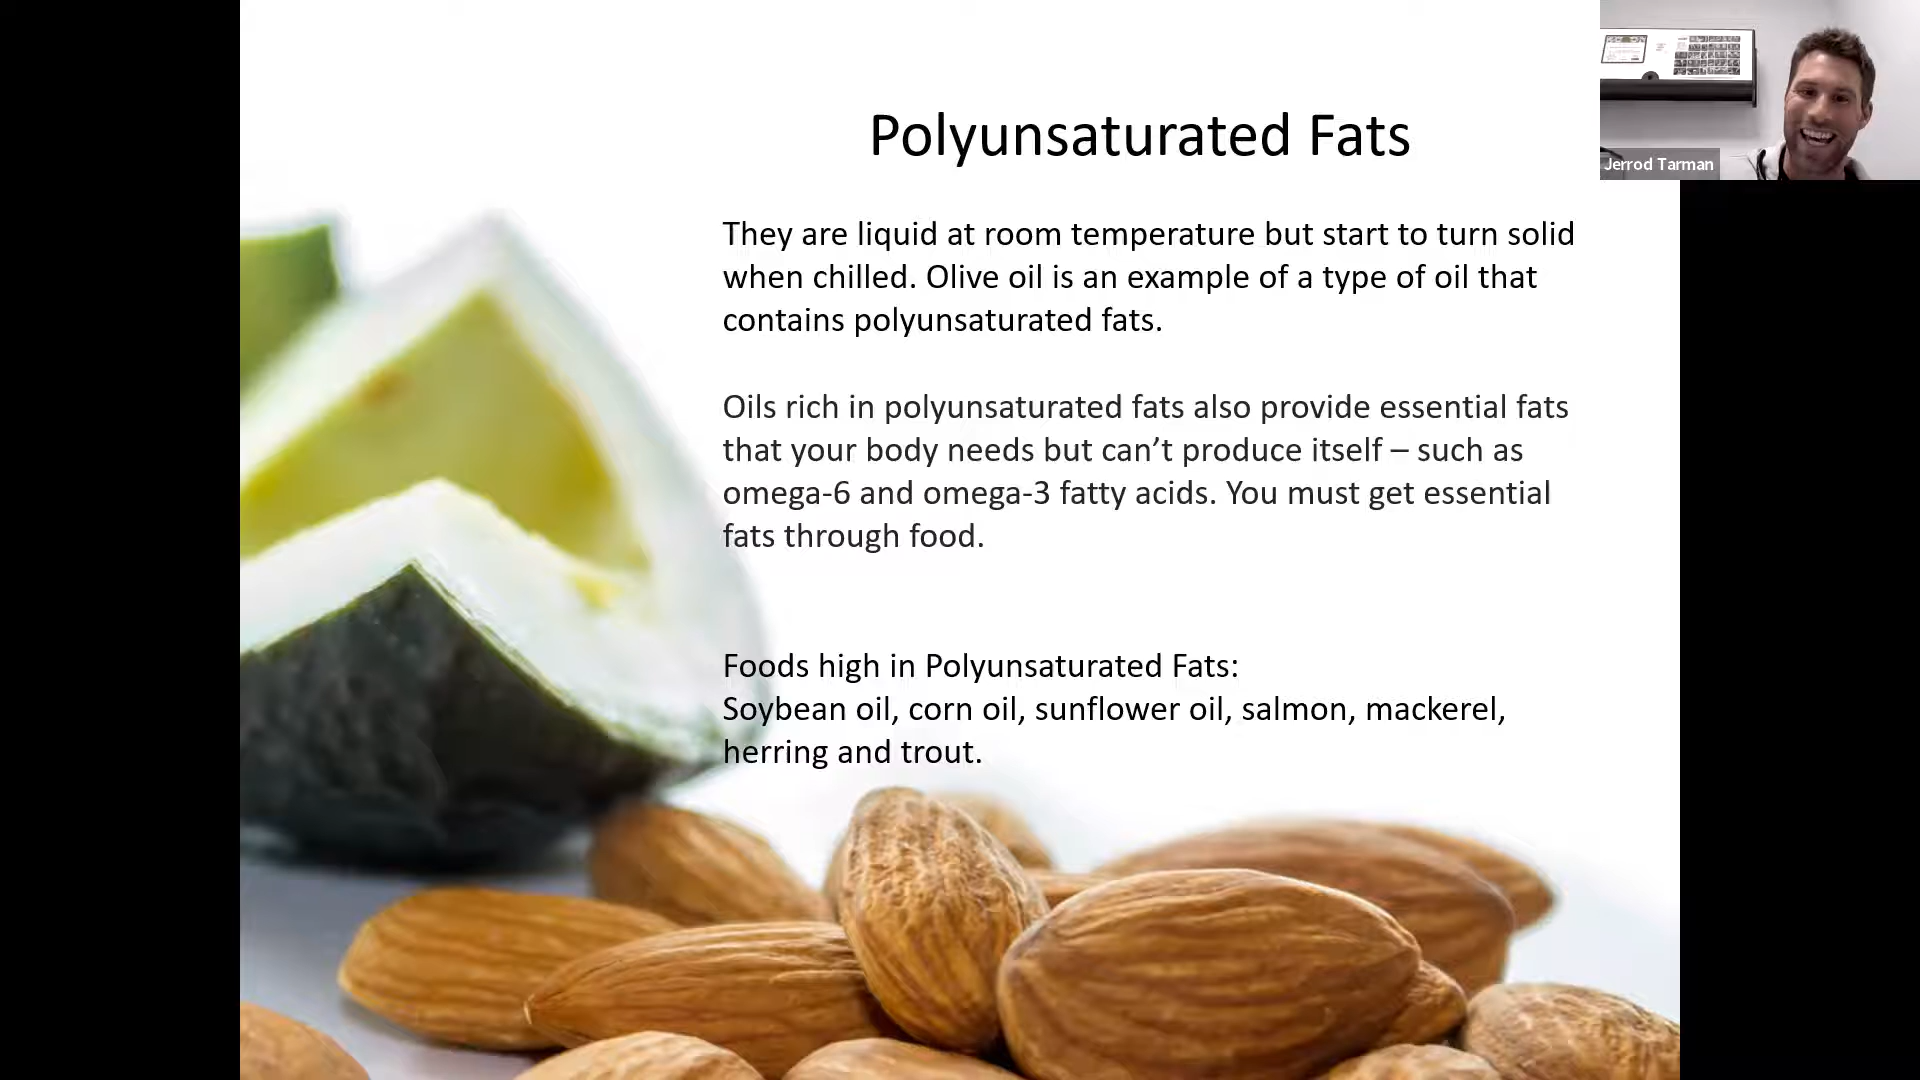 Polyunsaturated Fats
Jerrod Tarman
They are liquid at room temperature but start to turn solid
when chilled. Olive oil is an example of a type of oil that
contains polyunsaturated fats.
Oils rich in polyunsaturated fats also provide essential fats
that your body needs but can’t produce itself – such as
omega-6 and omega-3 fatty acids. You must get essential
fats through food.
Foods high in Polyunsaturated Fats:
Soybean oil, corn oil, sunflower oil, salmon, mackerel,
herring and trout.